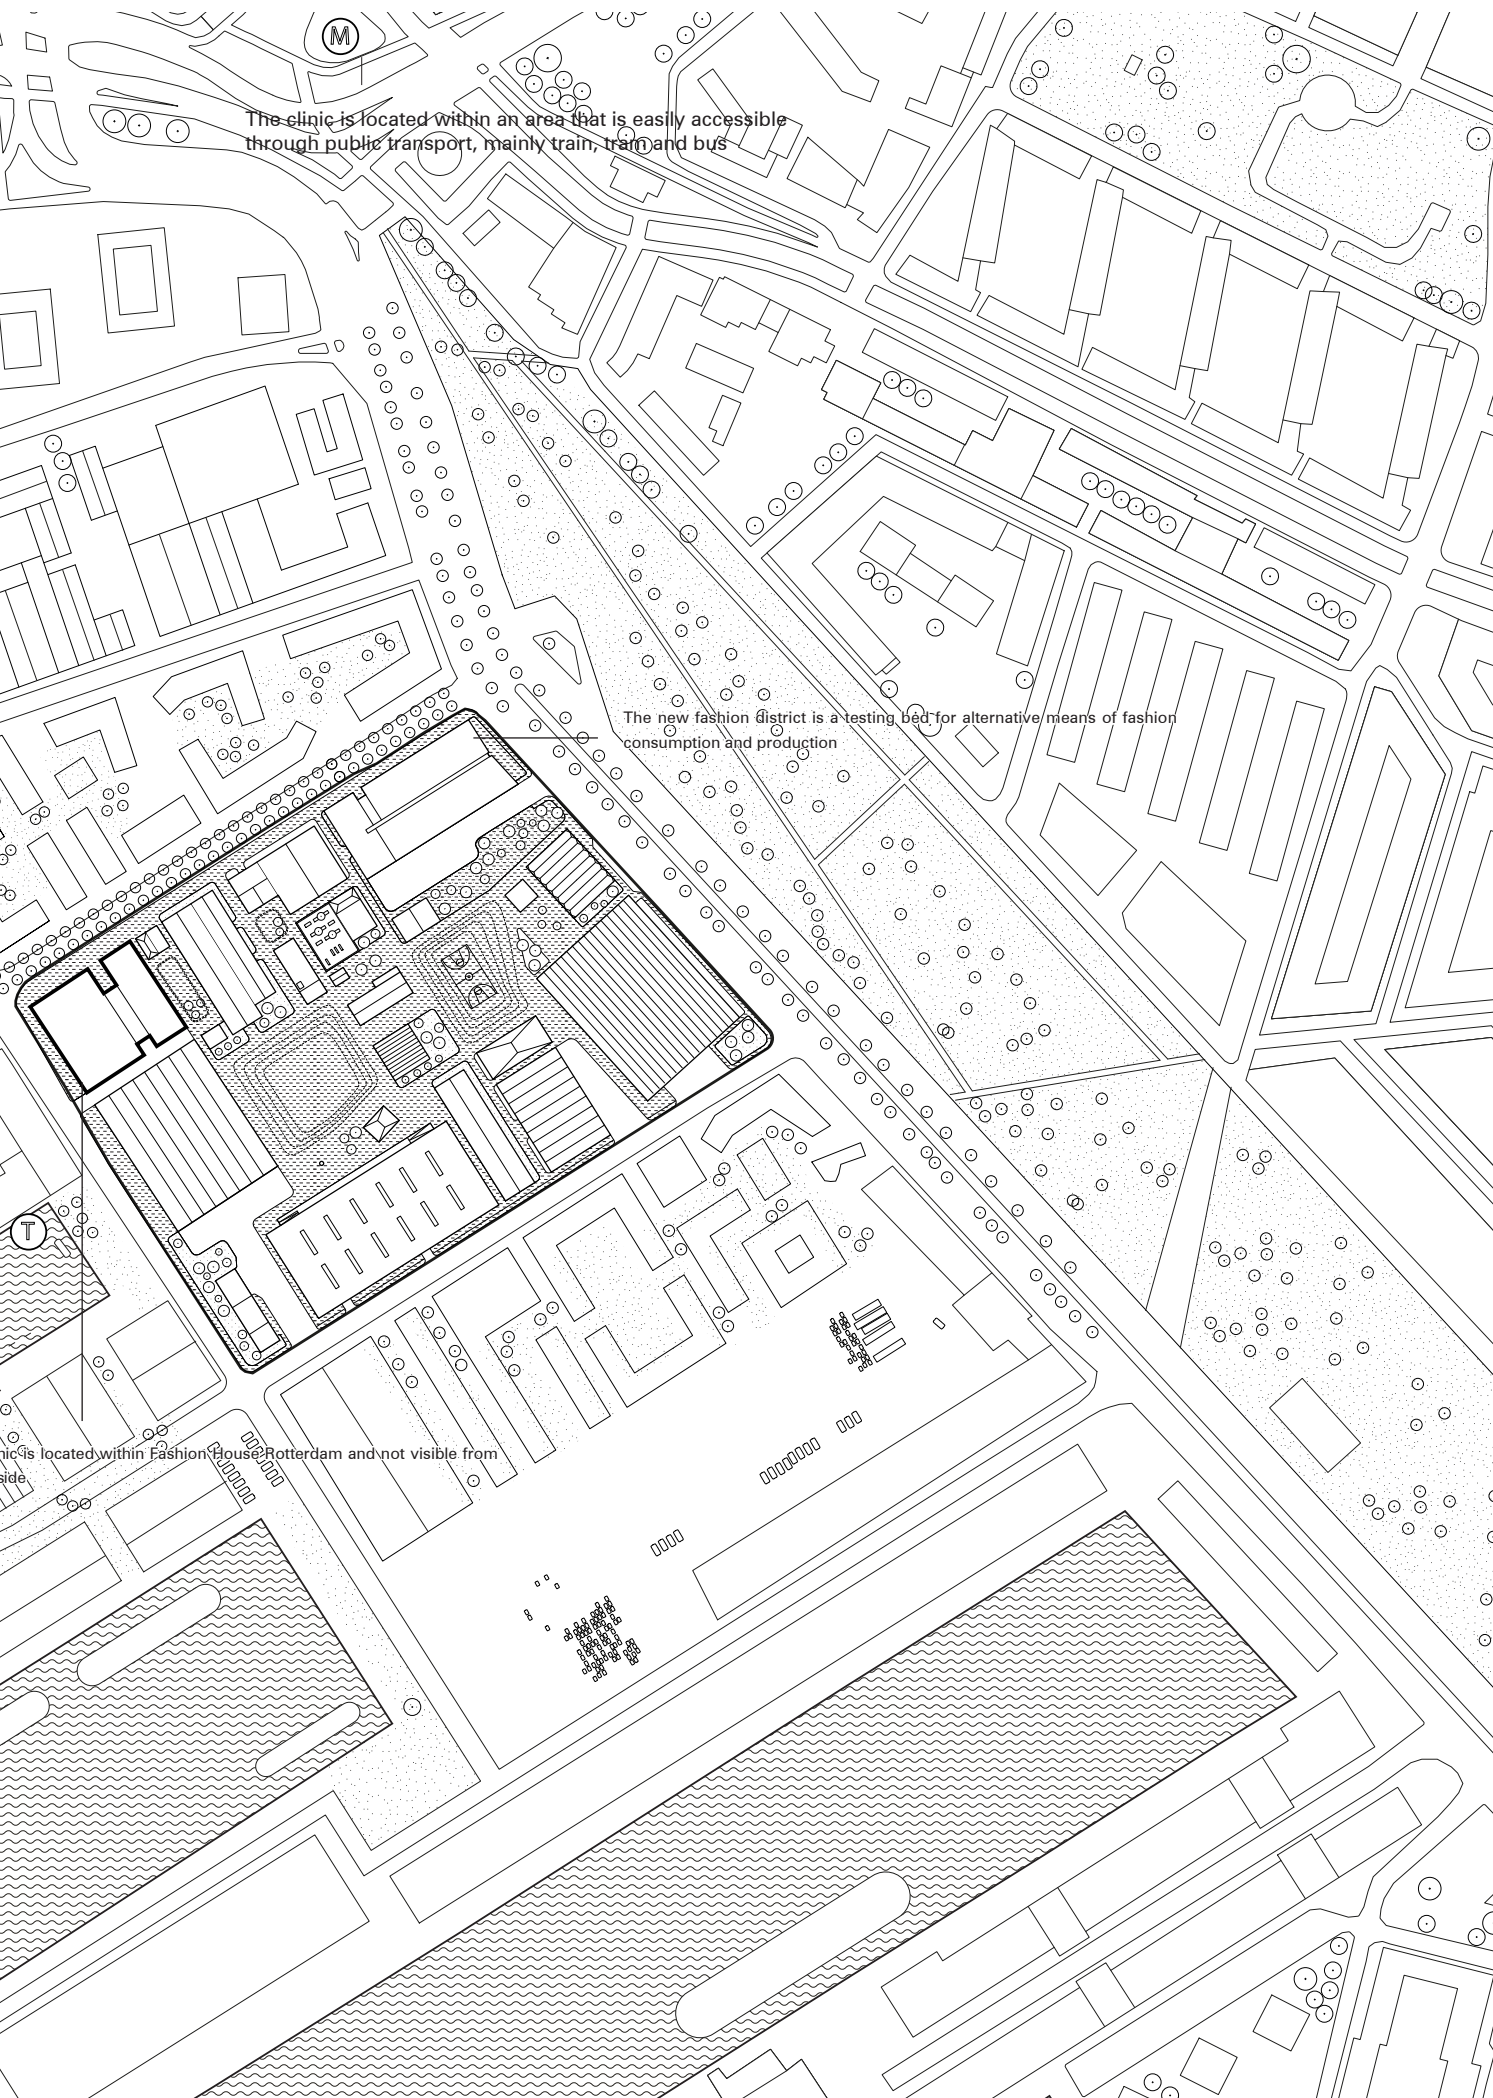 M
The clinic is located within an area that is easily accessible
through public transport, mainly train, tram and bus
The new fashion district is a testing bed for alternative means of fashion
consumption and production
T
nic is located within Fashion House Rotterdam and not visible from
side